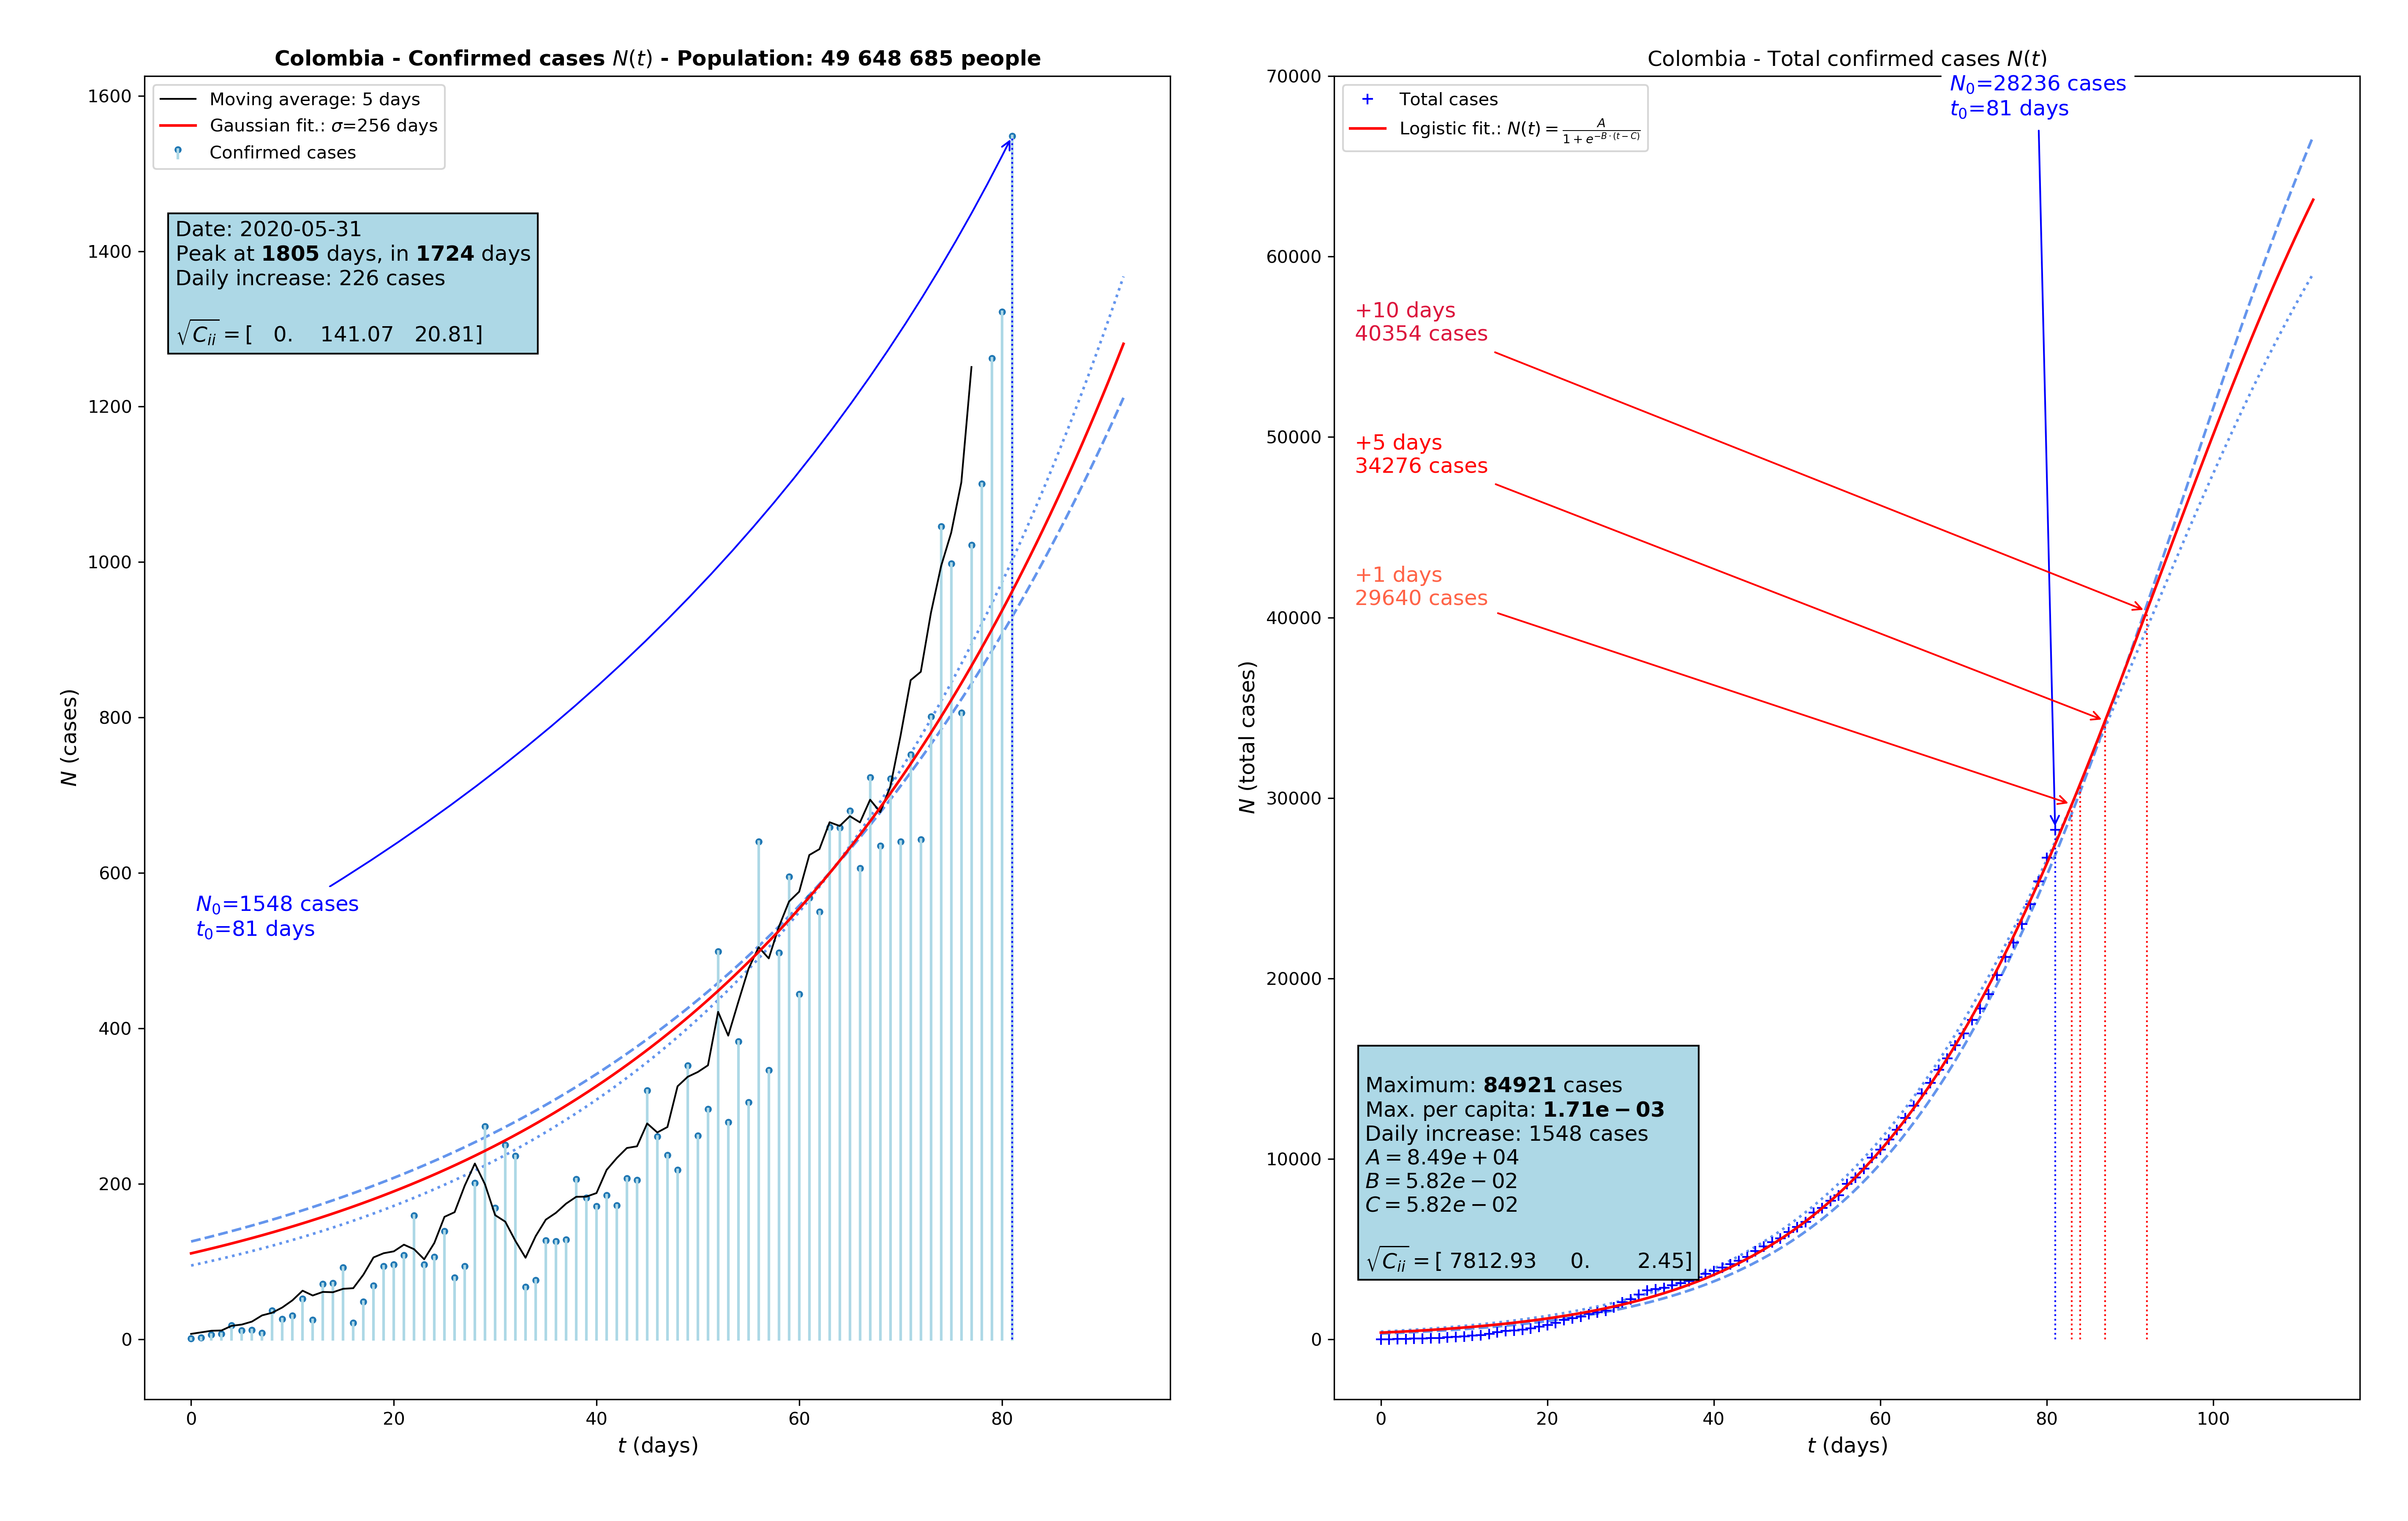 Colombia - Confirmed cases N(t) - Population: 49 648 685 people
Moving average: 5 days
Gaussian fit.: σ=256 days
Confirmed cases
Date: 2020-05-31
Peak at 1805 days, in 1724 days
Daily increase: 226 cases
√C_ii = [ 0. 141.07 20.81]
N_0=1548 cases
t_0=81 days
N (cases)
1600
1400
1200
1000
800
600
400
200
0
0 20 40 60 80
t (days)
Colombia - Total confirmed cases N(t)
N_0=28236 cases
t_0=81 days
Total cases
Logistic fit.: N(t) = A / (1 + e^{-B·(t-C)})
+10 days
40354 cases
+5 days
34276 cases
+1 days
29640 cases
Maximum: 84921 cases
Max. per capita: 1.71e − 03
Daily increase: 1548 cases
A = 8.49e + 04
B = 5.82e − 02
C = 5.82e − 02
√C_ii = [ 7812.93 0. 2.45]
N (total cases)
70000
60000
50000
40000
30000
20000
10000
0
0 20 40 60 80 100
t (days)